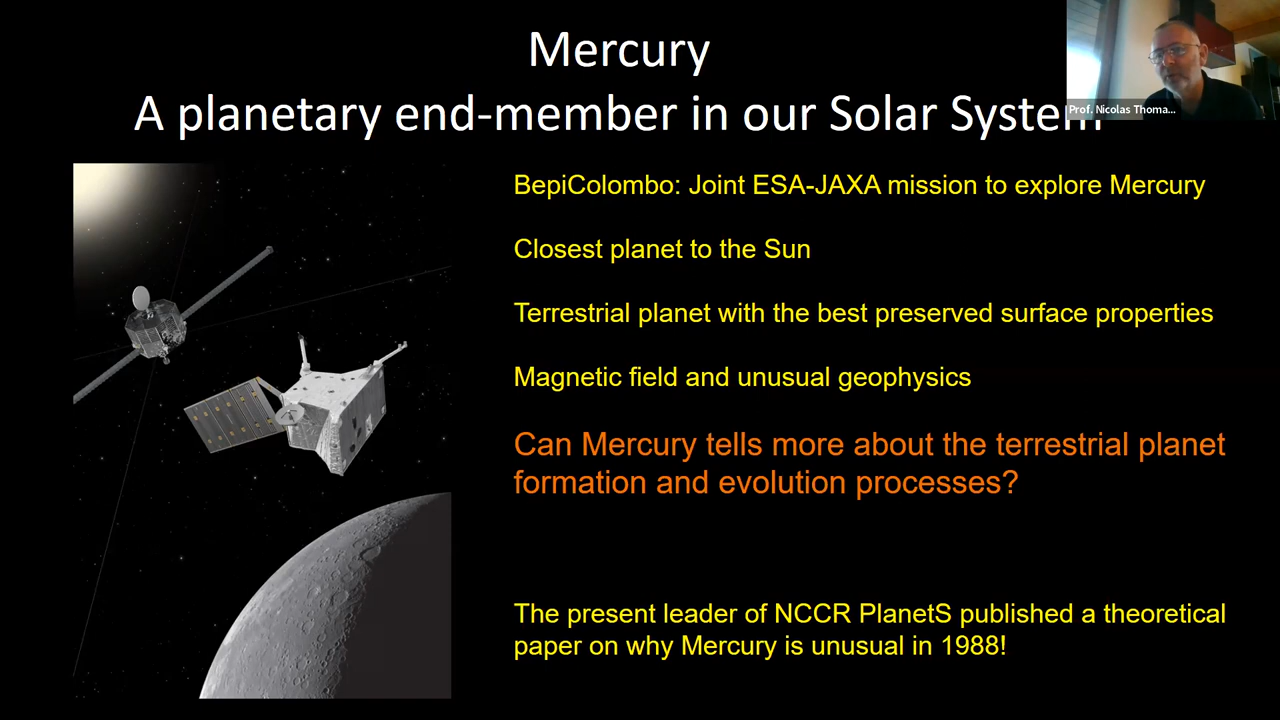 Mercury
A planetary end-member in our Solar System
Prof. Nicolas Thoma...
BepiColombo: Joint ESA-JAXA mission to explore Mercury
Closest planet to the Sun
Terrestrial planet with the best preserved surface properties
Magnetic field and unusual geophysics
Can Mercury tells more about the terrestrial planet
formation and evolution processes?
The present leader of NCCR PlanetS published a theoretical
paper on why Mercury is unusual in 1988!